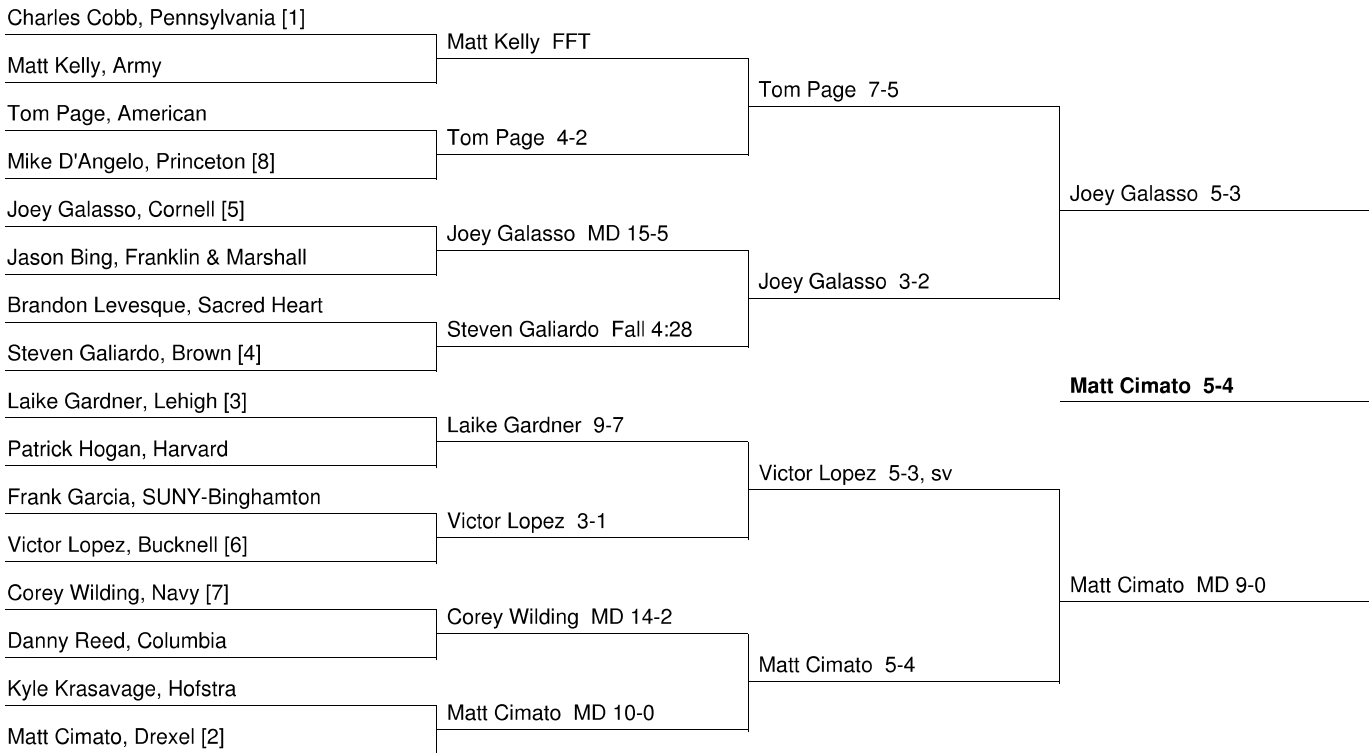 Charles Cobb, Pennsylvania [1]
Matt Kelly, Army
Tom Page, American
Mike D'Angelo, Princeton [8]
Joey Galasso, Cornell [5]
Jason Bing, Franklin & Marshall
Brandon Levesque, Sacred Heart
Steven Galiardo, Brown [4]
Laike Gardner, Lehigh [3]
Patrick Hogan, Harvard
Frank Garcia, SUNY-Binghamton
Victor Lopez, Bucknell [6]
Corey Wilding, Navy [7]
Danny Reed, Columbia
Kyle Krasavage, Hofstra
Matt Cimato, Drexel [2]
Matt Kelly  FFT
Tom Page  4-2
Joey Galasso  MD 15-5
Steven Galiardo  Fall 4:28
Laike Gardner  9-7
Victor Lopez  3-1
Corey Wilding  MD 14-2
Matt Cimato  MD 10-0
Tom Page  7-5
Joey Galasso  3-2
Victor Lopez  5-3, sv
Matt Cimato  5-4
Joey Galasso  5-3
Matt Cimato  5-4
Matt Cimato  MD 9-0